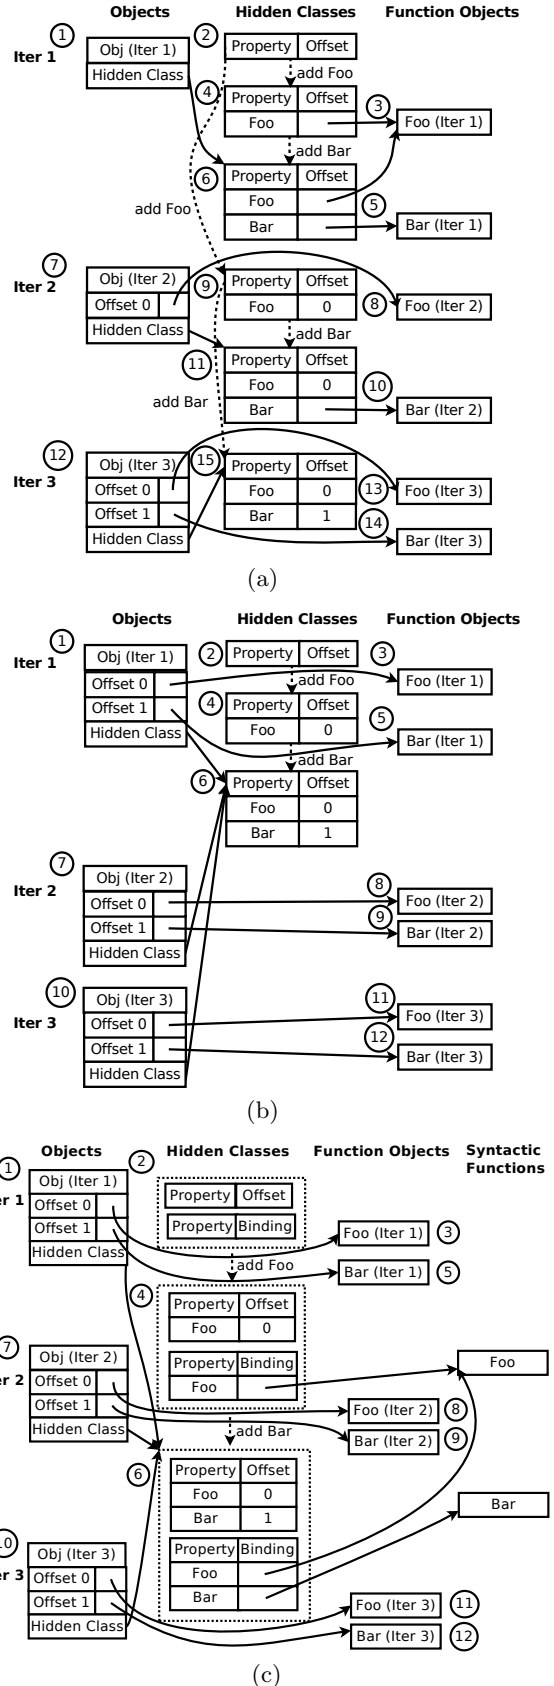 Objects Hidden Classes Function Objects
1 2
Ier 1 Obj (Iter 1) Property Offset
Hidden Class add Foo
4 Property Offset 3
Foo Foo (Iter 1)
add Bar
6 Property Offset
add Foo Foo 5
Bar Bar (Iter 1)
7
Iter 2 Obj (Iter 2) 9 Property Offset
Offset 0 Foo 0 8 Foo (Iter 2)
Hidden Class add Bar
11 Property Offset
Foo 0 10
add Bar Bar Bar (Iter 2)
12
Iter 3 Obj (Iter 3) 15 Property Offset
Offset 0 Foo 0 13 Foo (Iter 3)
Offset 1 Bar 1 14
Hidden Class Bar (Iter 3)
(a)
Objects Hidden Classes Function Objects
1
Iter 1 Obj (Iter 1) 2 Property Offset 3
Offset 0 add Foo Foo (Iter 1)
Offset 1 4 Property Offset 5
Hidden Class Foo 0 Bar (Iter 1)
add Bar
6 Property Offset
Foo 0
Bar 1
7
Iter 2 Obj (Iter 2) 8
Offset 0 Foo (Iter 2)
Offset 1 9 Bar (Iter 2)
Hidden Class
10
Iter 3 Obj (Iter 3) 11
Offset 0 Foo (Iter 3)
Offset 1 12 Bar (Iter 3)
Hidden Class
(b)
Objects Hidden Classes Function Objects Syntactic
Functions
1 2
er 1 Obj (Iter 1) Property Offset
Offset 0
Offset 1 Property Binding Foo (Iter 1) 3
Hidden Class add Foo Bar (Iter 1) 5
4 Property Offset
Foo 0
7
er 2 Obj (Iter 2) Property Binding Foo
Offset 0 Foo
Offset 1 Foo (Iter 2) 8
Hidden Class add Bar Bar (Iter 2) 9
6 Property Offset
Foo 0
Bar 1 Bar
10
er 3 Obj (Iter 3) Property Binding
Offset 0 Foo
Offset 1 Bar Foo (Iter 3) 11
Hidden Class Bar (Iter 3) 12
(c)